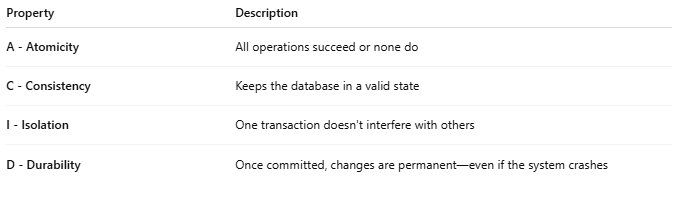 Property Description
A - Atomicity All operations succeed or none do
C - Consistency Keeps the database in a valid state
I - Isolation One transaction doesn't interfere with others
D - Durability Once committed, changes are permanent—even if the system crashes